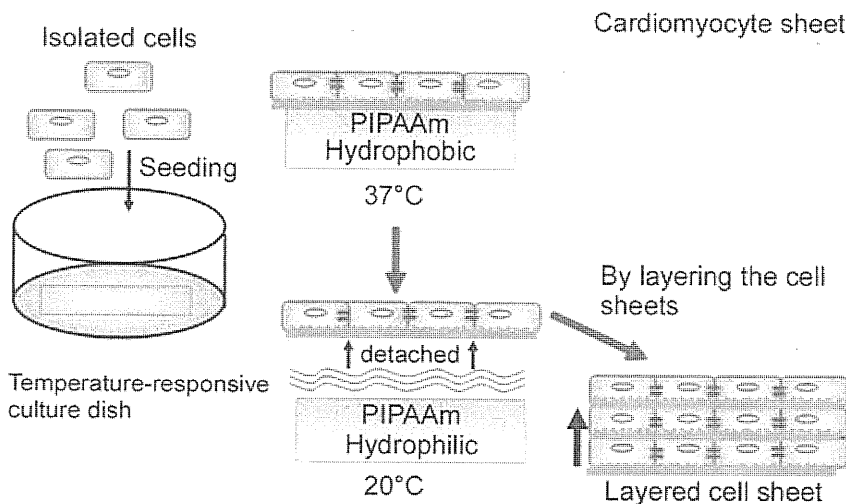 Isolated cells
Seeding
Temperature-responsive
culture dish
PIPAAm
Hydrophobic
37°C
detached
PIPAAm
Hydrophilic
20°C
Cardiomyocyte sheet
By layering the cell
sheets
Layered cell sheet